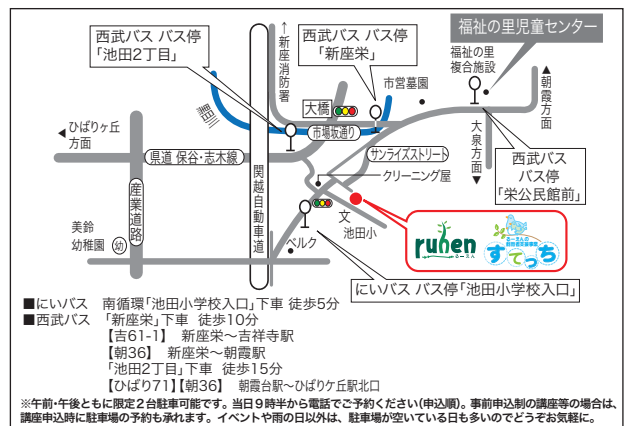 福祉の里児童センター
西武バス バス停
「池田2丁目」
西武バス バス停
「新座栄」
←新座消防署
福祉の里
複合施設
市営墓園
大橋
黒目川
▲朝霞方面
大泉方面▼
市場坂通り
◀ひばりヶ丘
方面
県道 保谷・志木線
関越自動車道
サンライズストリート
クリーニング屋
西武バス
バス停
「栄公民館前」
産業道路
美鈴
幼稚園
幼
文
池田小
ベルク
ruhen
るーえん
るーえんの
すてっち
にいバス バス停「池田小学校入口」
■にいバス 南循環「池田小学校入口」下車 徒歩5分
■西武バス 「新座栄」下車 徒歩10分
【吉61-1】 新座栄〜吉祥寺駅
【朝36】 新座栄〜朝霞駅
「池田2丁目」下車 徒歩15分
【ひばり71】【朝36】 朝霞台駅〜ひばりケ丘駅北口
※午前・午後ともに限定2台駐車可能です。当日9時半から電話でご予約ください(申込順)。事前申込制の講座等の場合は、
講座申込時に駐車場の予約も承れます。イベントや雨の日以外は、駐車場が空いている日も多いのでどうぞお気軽に。